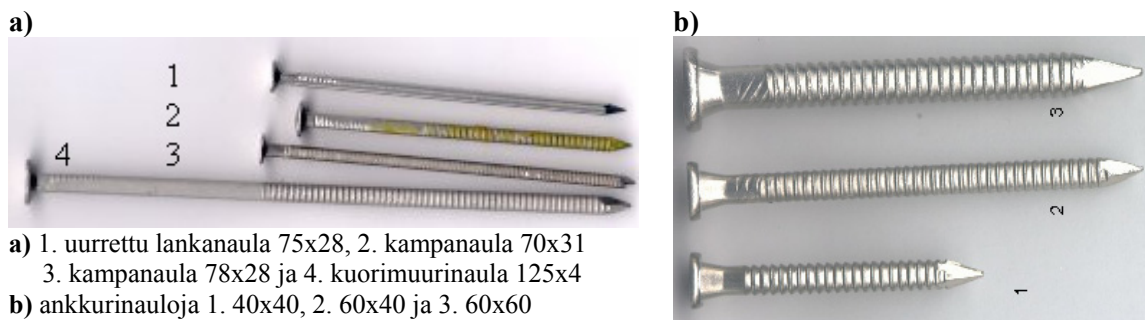 a)
1
2
3
4
b)
3
2
1
a) 1. uurrettu lankanaula 75x28, 2. kampanaula 70x31
3. kampanaula 78x28 ja 4. kuorimuurinaula 125x4
b) ankkurinauloja 1. 40x40, 2. 60x40 ja 3. 60x60